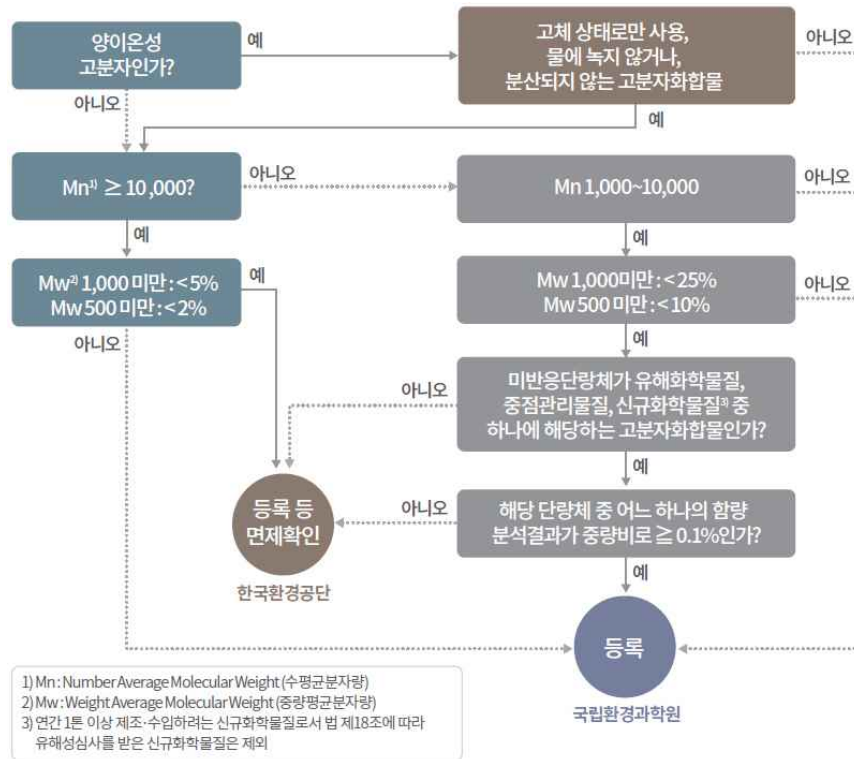 양이온성
고분자인가?
예
고체 상태로만 사용,
물에 녹지 않거나,
분산되지 않는 고분자화합물
아니오
아니오
예
Mn¹⁾ ≥ 10,000?
아니오
Mn 1,000~10,000
아니오
예
예
Mw²⁾ 1,000 미만 : < 5%
Mw 500 미만 : < 2%
예
Mw 1,000미만 : < 25%
Mw 500 미만 : < 10%
아니오
아니오
예
미반응단량체가 유해화학물질,
중점관리물질, 신규화학물질³⁾ 중
하나에 해당하는 고분자화합물인가?
아니오
예
등록 등
면제확인
한국환경공단
아니오
해당 단량체 중 어느 하나의 함량
분석결과가 중량비로 ≧ 0.1%인가?
예
등록
국립환경과학원
1) Mn : Number Average Molecular Weight (수평균분자량)
2) Mw : Weight Average Molecular Weight (중량평균분자량)
3) 연간 1톤 이상 제조·수입하려는 신규화학물질로서 법 제18조에 따라
유해성심사를 받은 신규화학물질은 제외